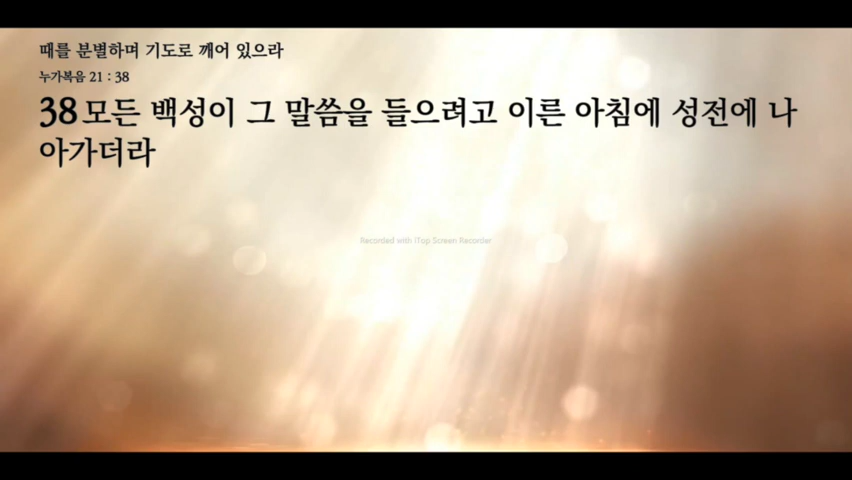 때를 분별하며 기도로 깨어 있으라
누가복음 21 : 38
38 모든 백성이 그 말씀을 들으려고 이른 아침에 성전에 나
아가더라
Recorded with iTop Screen Recorder